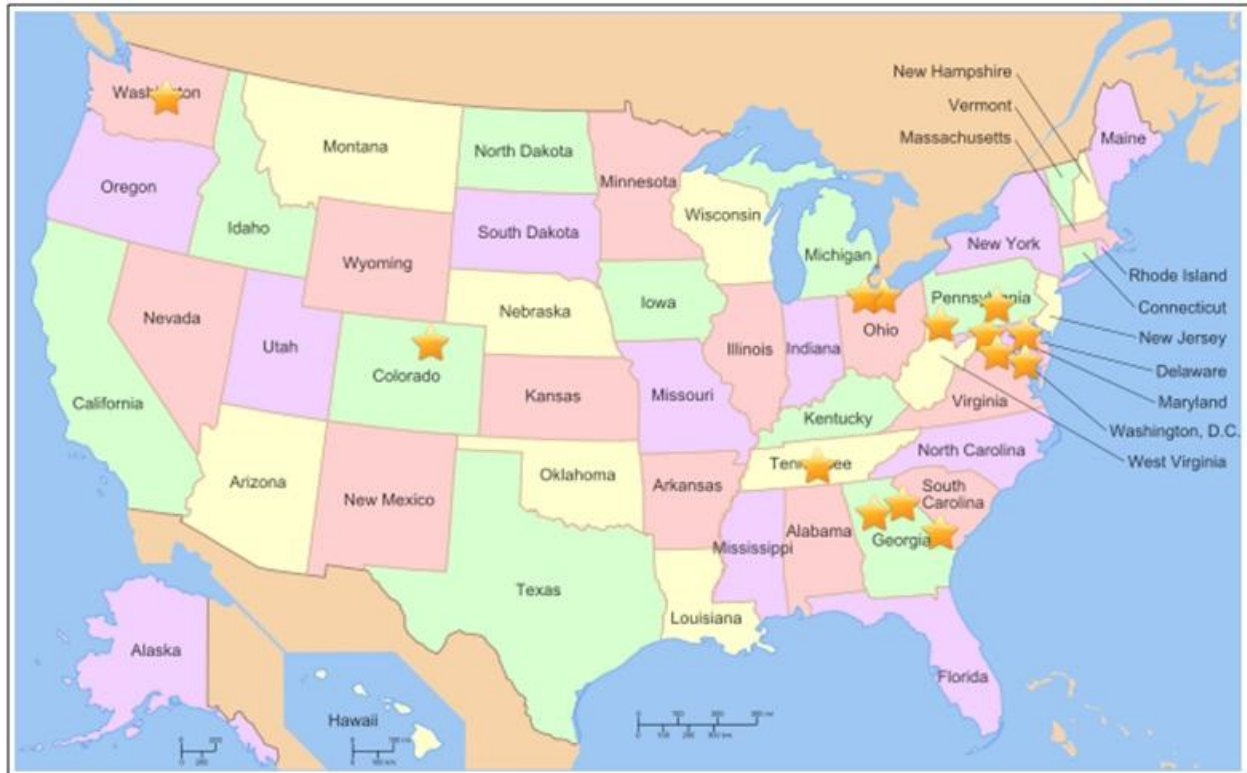 New Hampshire
Vermont
Massachusetts
Washington
Montana
North Dakota
Minnesota
Maine
Oregon
Idaho
Wisconsin
South Dakota
New York
Michigan
Wyoming
Rhode Island
Iowa
Pennsylvania
Connecticut
Nebraska
Nevada
Ohio
New Jersey
Utah
Illinois
Indiana
Delaware
Colorado
California
Kansas
Missouri
Virginia
Maryland
Kentucky
Washington, D.C.
North Carolina
West Virginia
Tennessee
Oklahoma
Arizona
Arkansas
South
Carolina
New Mexico
Alabama
Georgia
Mississippi
Texas
Louisiana
Alaska
Florida
Hawaii